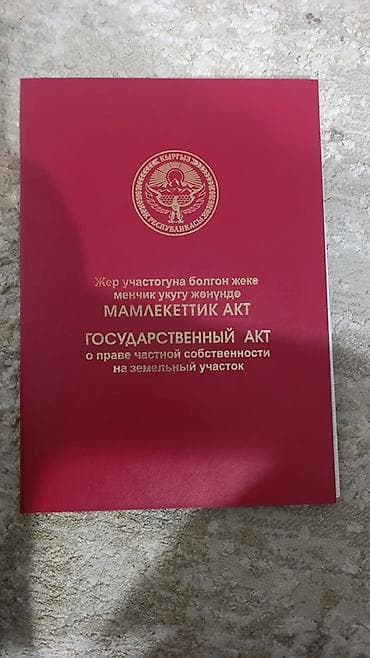 КЫРГЫЗ
РЕСПУБЛИКАСЫ
Жер участогуна болгон жеке
менчик укугу жөнүндө
МАМЛЕКЕТТИК АКТ
ГОСУДАРСТВЕННЫЙ АКТ
о праве частной собственности
на земельный участок